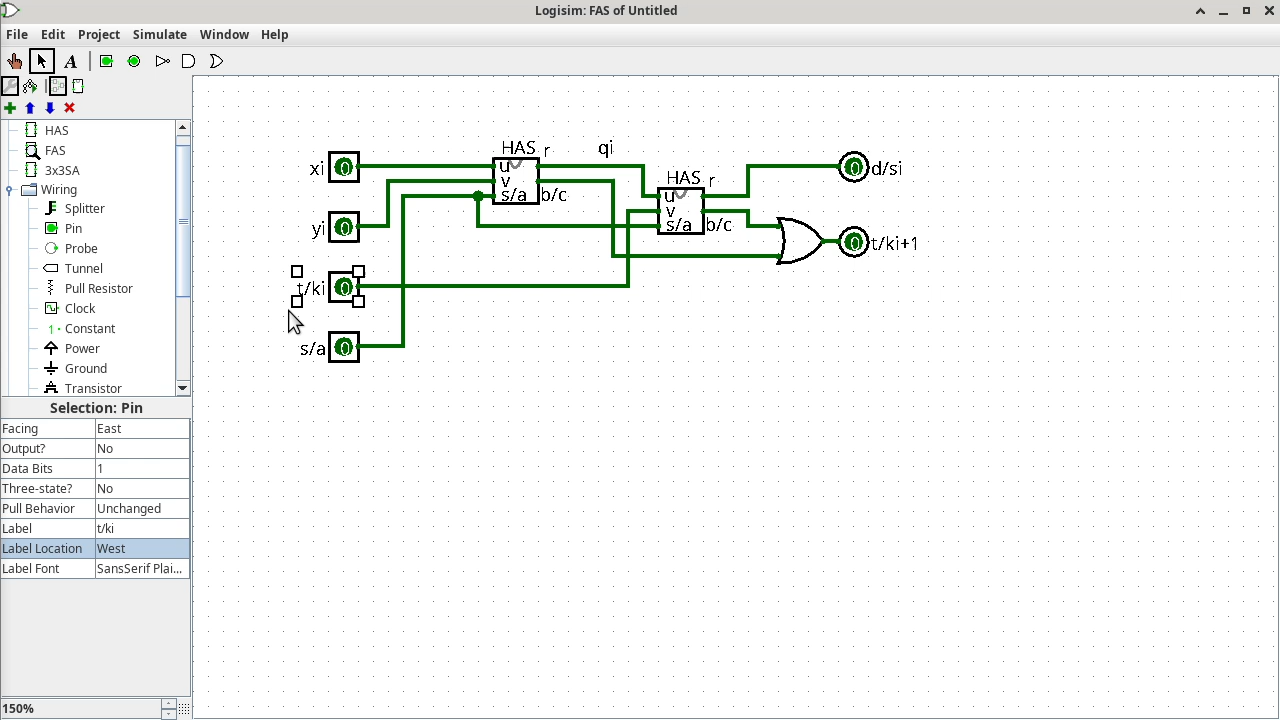 Logisim: FAS of Untitled
File Edit Project Simulate Window Help
A
HAS
FAS
3x3SA
Wiring
Splitter
Pin
Probe
Tunnel
Pull Resistor
Clock
1 Constant
Power
Ground
Transistor
Selection: Pin
Facing East
Output? No
Data Bits 1
Three-state? No
Pull Behavior Unchanged
Label t/ki
Label Location West
Label Font SansSerif Plai...
150%
HAS r qi
xi 0 u
v
s/a b/c
yi 0
t/ki 0
s/a 0
HAS r
u
v
s/a b/c
0 d/si
0 t/ki+1